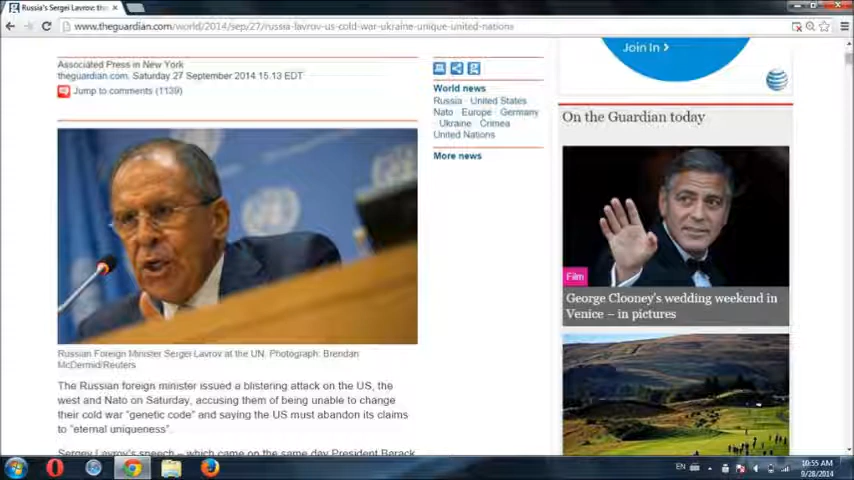 Russia's Sergei Lavrov: the
www.theguardian.com/world/2014/sep/27/russia-lavrov-us-cold-war-ukraine-unique-united-nations
Associated Press in New York
theguardian.com, Saturday 27 September 2014 15.13 EDT
Jump to comments (1139)
World news
Russia · United States
Nato · Europe · Germany
· Ukraine · Crimea
United Nations
More news
Join In >
AT&T
On the Guardian today
Film
George Clooney's wedding weekend in
Venice – in pictures
Russian Foreign Minister Sergei Lavrov at the UN. Photograph: Brendan
McDermid/Reuters
The Russian foreign minister issued a blistering attack on the US, the
west and Nato on Saturday, accusing them of being unable to change
their cold war "genetic code" and saying the US must abandon its claims
to "eternal uniqueness".
Sergey Lavrov's speech – which came on the same day President Barack
EN
10:55 AM
9/28/2014